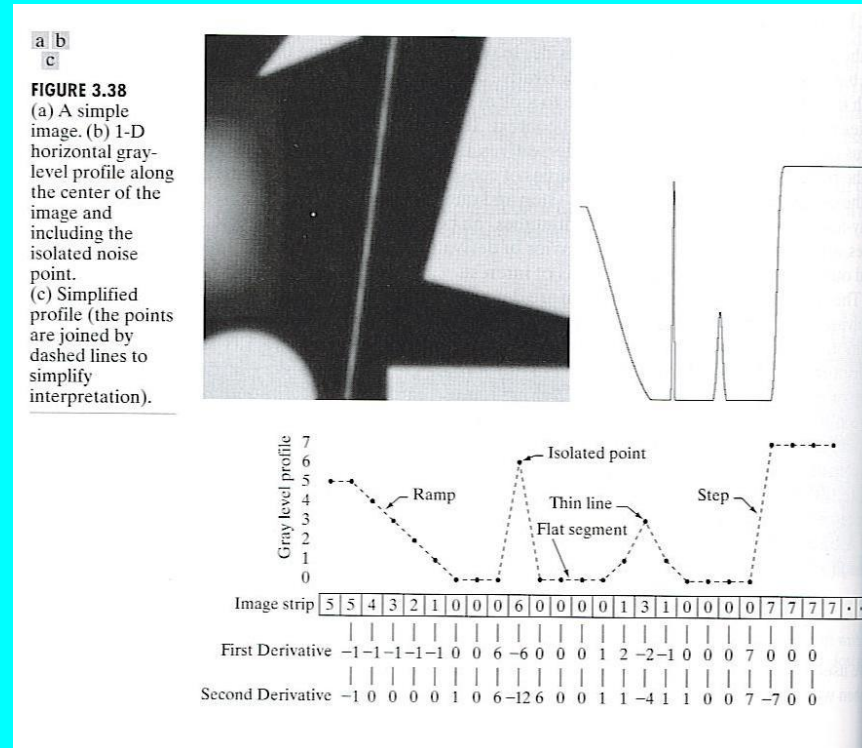 a b
c
FIGURE 3.38
(a) A simple
image. (b) 1-D
horizontal gray-
level profile along
the center of the
image and
including the
isolated noise
point.
(c) Simplified
profile (the points
are joined by
dashed lines to
simplify
interpretation).
Gray level profile
7
6
5
4
3
2
1
0
Isolated point
Ramp
Thin line
Step
Flat segment
Image strip 5 5 4 3 2 1 0 0 0 6 0 0 0 0 1 3 1 0 0 0 0 7 7 7 7 · ·
First Derivative −1 −1 −1 −1 −1 0 0 6 −6 0 0 0 1 2 −2 −1 0 0 0 7 0 0 0
Second Derivative −1 0 0 0 0 1 0 6 −12 6 0 0 1 1 −4 1 1 0 0 7 −7 0 0